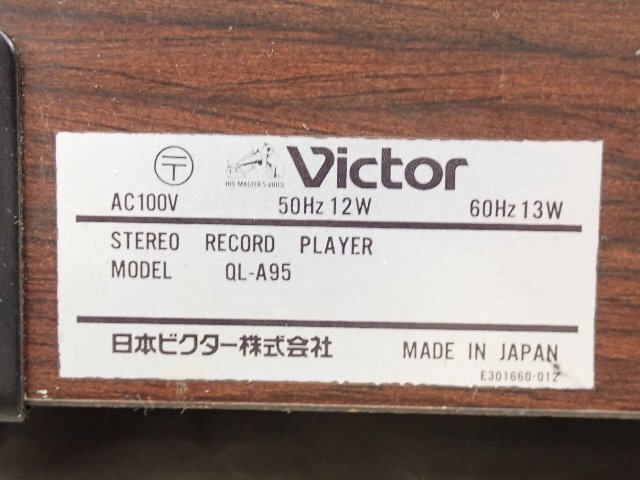 〒 HIS MASTER'S VOICE Victor
AC100V 50Hz 12W 60Hz 13W
STEREO RECORD PLAYER
MODEL QL-A95
日本ビクター株式会社 MADE IN JAPAN
E301660-012